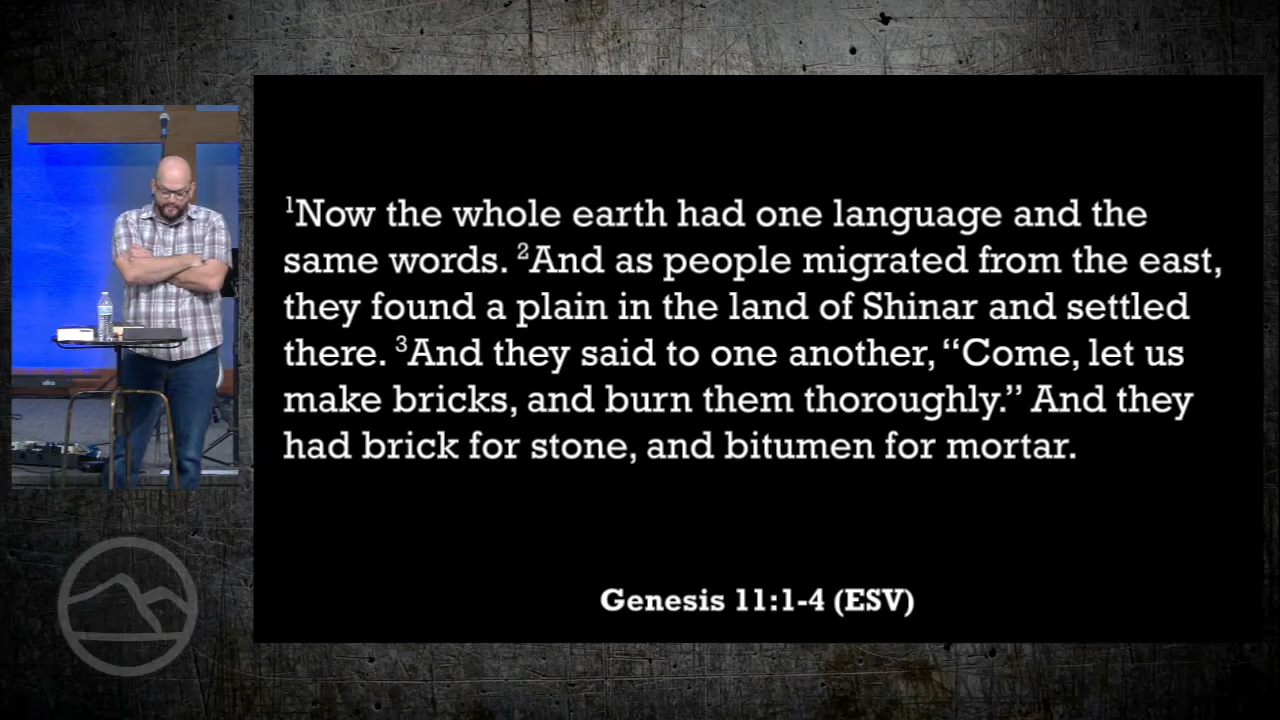 ¹Now the whole earth had one language and the
same words. ²And as people migrated from the east,
they found a plain in the land of Shinar and settled
there. ³And they said to one another, “Come, let us
make bricks, and burn them thoroughly.” And they
had brick for stone, and bitumen for mortar.
Genesis 11:1-4 (ESV)